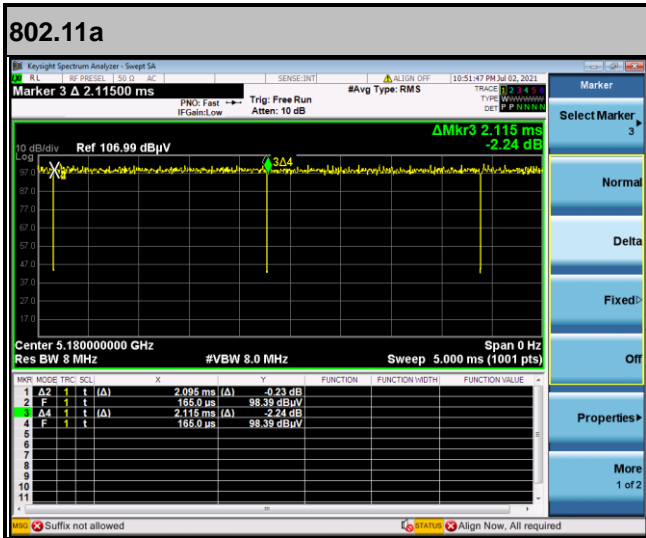 802.11a
Keysight Spectrum Analyzer - Swept SA
RL RF PRESEL 50 Ω AC SENSE:INT ALIGN OFF 10:51:47 PM Jul 02, 2021
Marker 3 Δ 2.11500 ms #Avg Type: RMS TRACE 1 2 3 4 5 6
PNO: Fast Trig: Free Run TYPE WWWWWW
IFGain:Low Atten: 10 dB DET P P N N N N
ΔMkr3 2.115 ms
10 dB/div Ref 106.99 dBµV -2.24 dB
Log
3Δ4
97.0
87.0
77.0
67.0
57.0
47.0
37.0
27.0
17.0
Center 5.180000000 GHz Span 0 Hz
Res BW 8 MHz #VBW 8.0 MHz Sweep 5.000 ms (1001 pts)
MKR MODE TRC SCL X Y FUNCTION FUNCTION WIDTH FUNCTION VALUE
1 Δ2 1 t (Δ) 2.095 ms (Δ) -0.23 dB
2 F 1 t 165.0 µs 98.39 dBµV
3 Δ4 1 t (Δ) 2.115 ms (Δ) -2.24 dB
4 F 1 t 165.0 µs 98.39 dBµV
5
6
7
8
9
10
11
MSG Suffix not allowed STATUS Align Now, All required
Marker
Select Marker
3
Normal
Delta
Fixed
Off
Properties
More
1 of 2